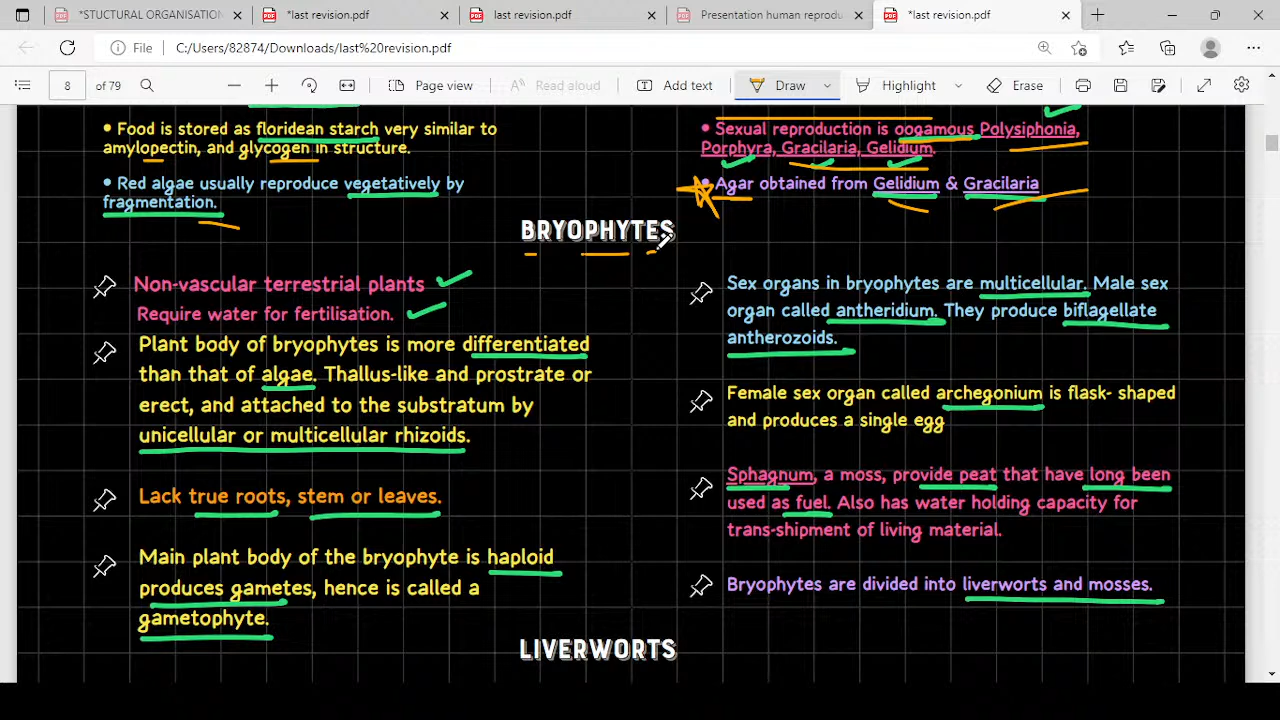 *STUCTURAL ORGANISATION
*last revision.pdf
last revision.pdf
Presentation human reprodu
*last revision.pdf
File
C:/Users/82874/Downloads/last%20revision.pdf
8
of 79
Page view
Read aloud
Add text
Draw
Highlight
Erase
• Food is stored as floridean starch very similar to
amylopectin, and glycogen in structure.
• Red algae usually reproduce vegetatively by
fragmentation.
• Sexual reproduction is oogamous Polysiphonia,
Porphyra, Gracilaria, Gelidium.
• Agar obtained from Gelidium & Gracilaria
BRYOPHYTES
Non-vascular terrestrial plants
Require water for fertilisation.
Plant body of bryophytes is more differentiated
than that of algae. Thallus-like and prostrate or
erect, and attached to the substratum by
unicellular or multicellular rhizoids.
Lack true roots, stem or leaves.
Main plant body of the bryophyte is haploid
produces gametes, hence is called a
gametophyte.
Sex organs in bryophytes are multicellular. Male sex
organ called antheridium. They produce biflagellate
antherozoids.
Female sex organ called archegonium is flask- shaped
and produces a single egg
Sphagnum, a moss, provide peat that have long been
used as fuel. Also has water holding capacity for
trans-shipment of living material.
Bryophytes are divided into liverworts and mosses.
LIVERWORTS